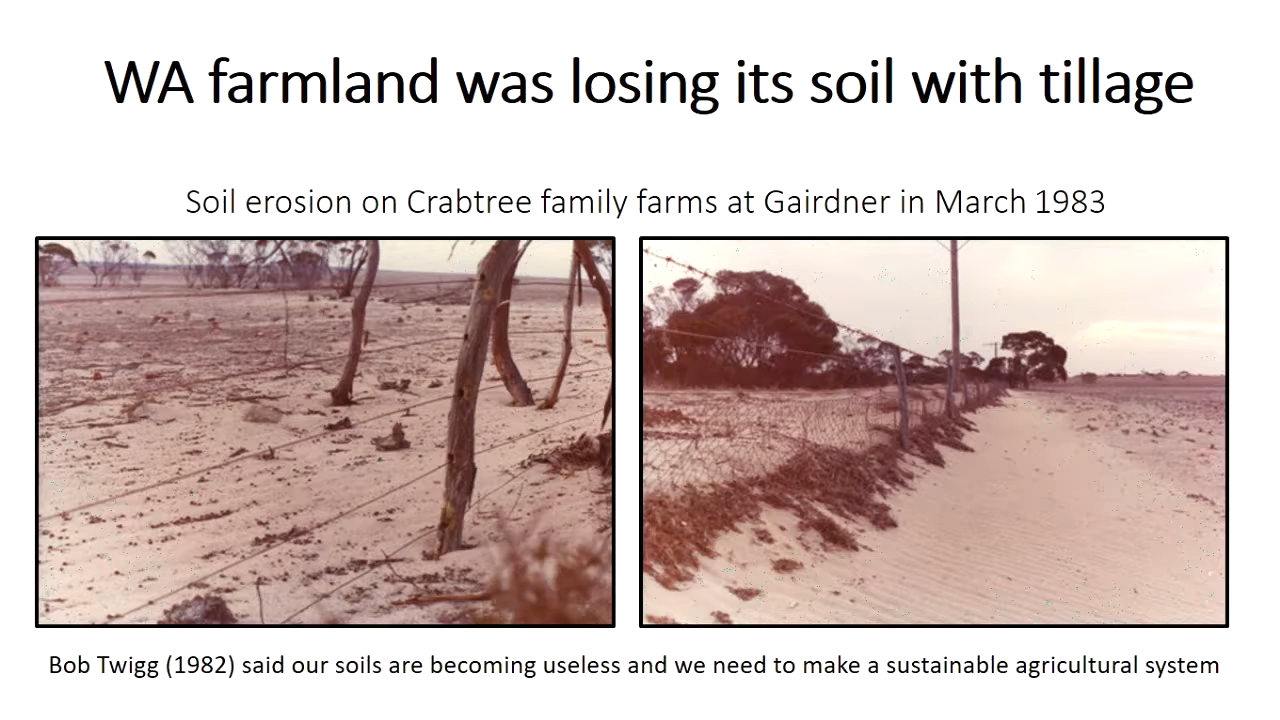 WA farmland was losing its soil with tillage
Soil erosion on Crabtree family farms at Gairdner in March 1983
Bob Twigg (1982) said our soils are becoming useless and we need to make a sustainable agricultural system